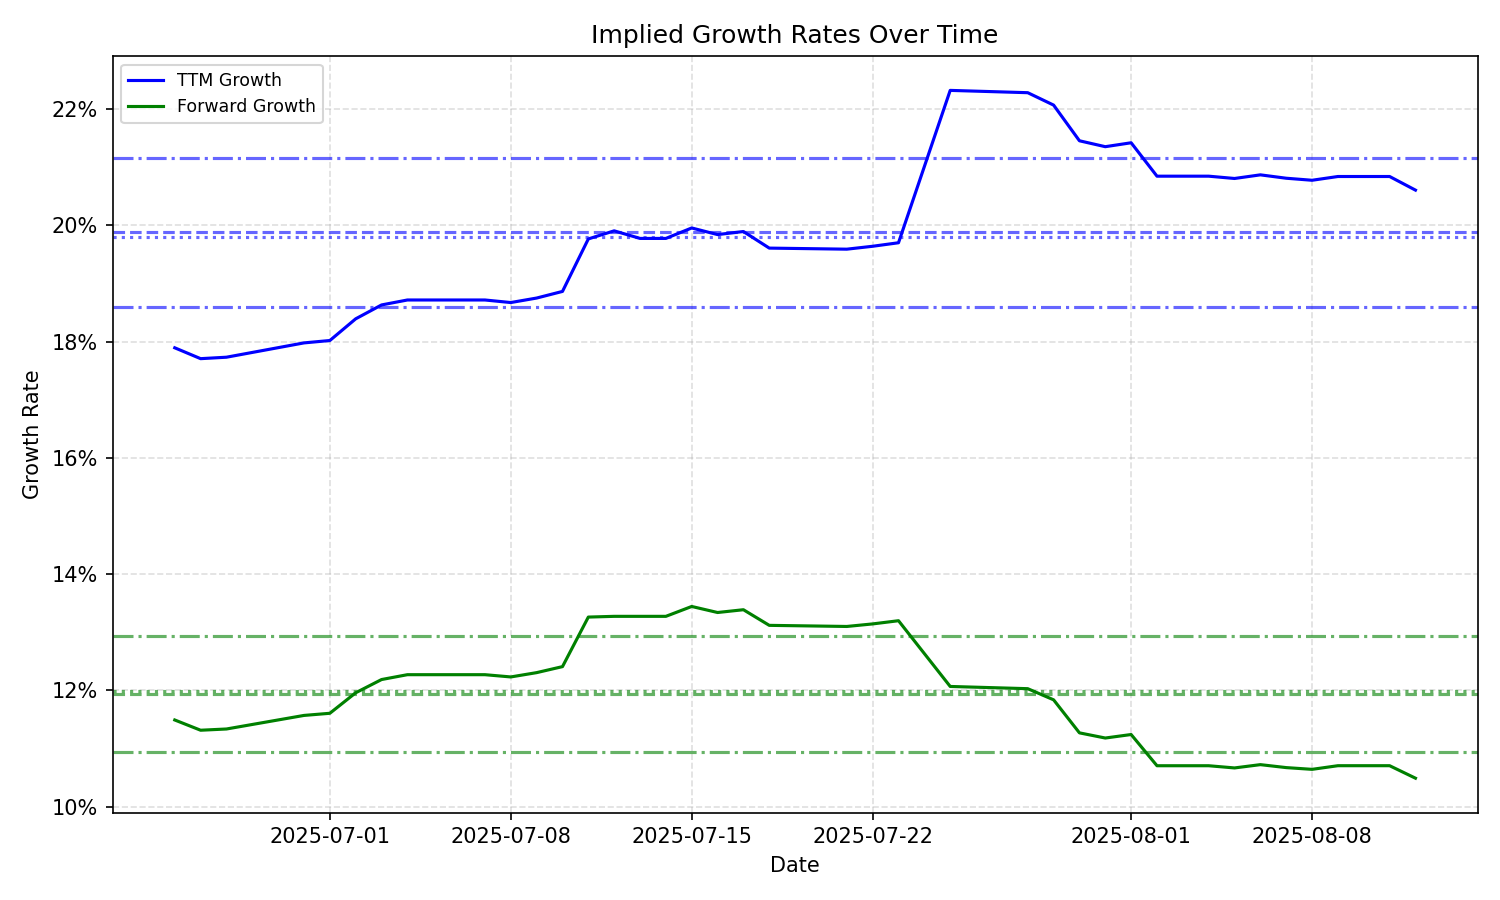 Implied Growth Rates Over Time
TTM Growth
Forward Growth
22%
20%
18%
16%
14%
12%
10%
Growth Rate
2025-07-01 2025-07-08 2025-07-15 2025-07-22 2025-08-01 2025-08-08
Date